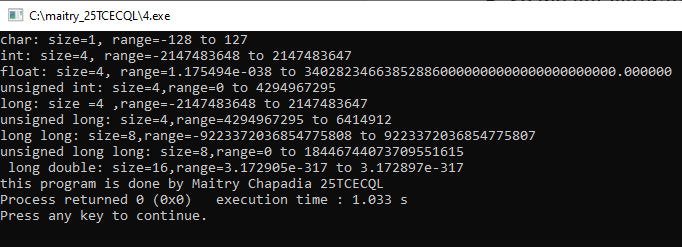 C:\maitry_25TCECQL\4.exe
char: size=1, range=-128 to 127
int: size=4, range=-2147483648 to 2147483647
float: size=4, range=1.175494e-038 to 340282346638528860000000000000000000000.000000
unsigned int: size=4,range=0 to 4294967295
long: size =4 ,range=-2147483648 to 2147483647
unsigned long: size=4,range=4294967295 to 6414912
long long: size=8,range=-9223372036854775808 to 9223372036854775807
unsigned long long: size=8,range=0 to 18446744073709551615
 long double: size=16,range=3.172905e-317 to 3.172897e-317
this program is done by Maitry Chapadia 25TCECQL
Process returned 0 (0x0)   execution time : 1.033 s
Press any key to continue.